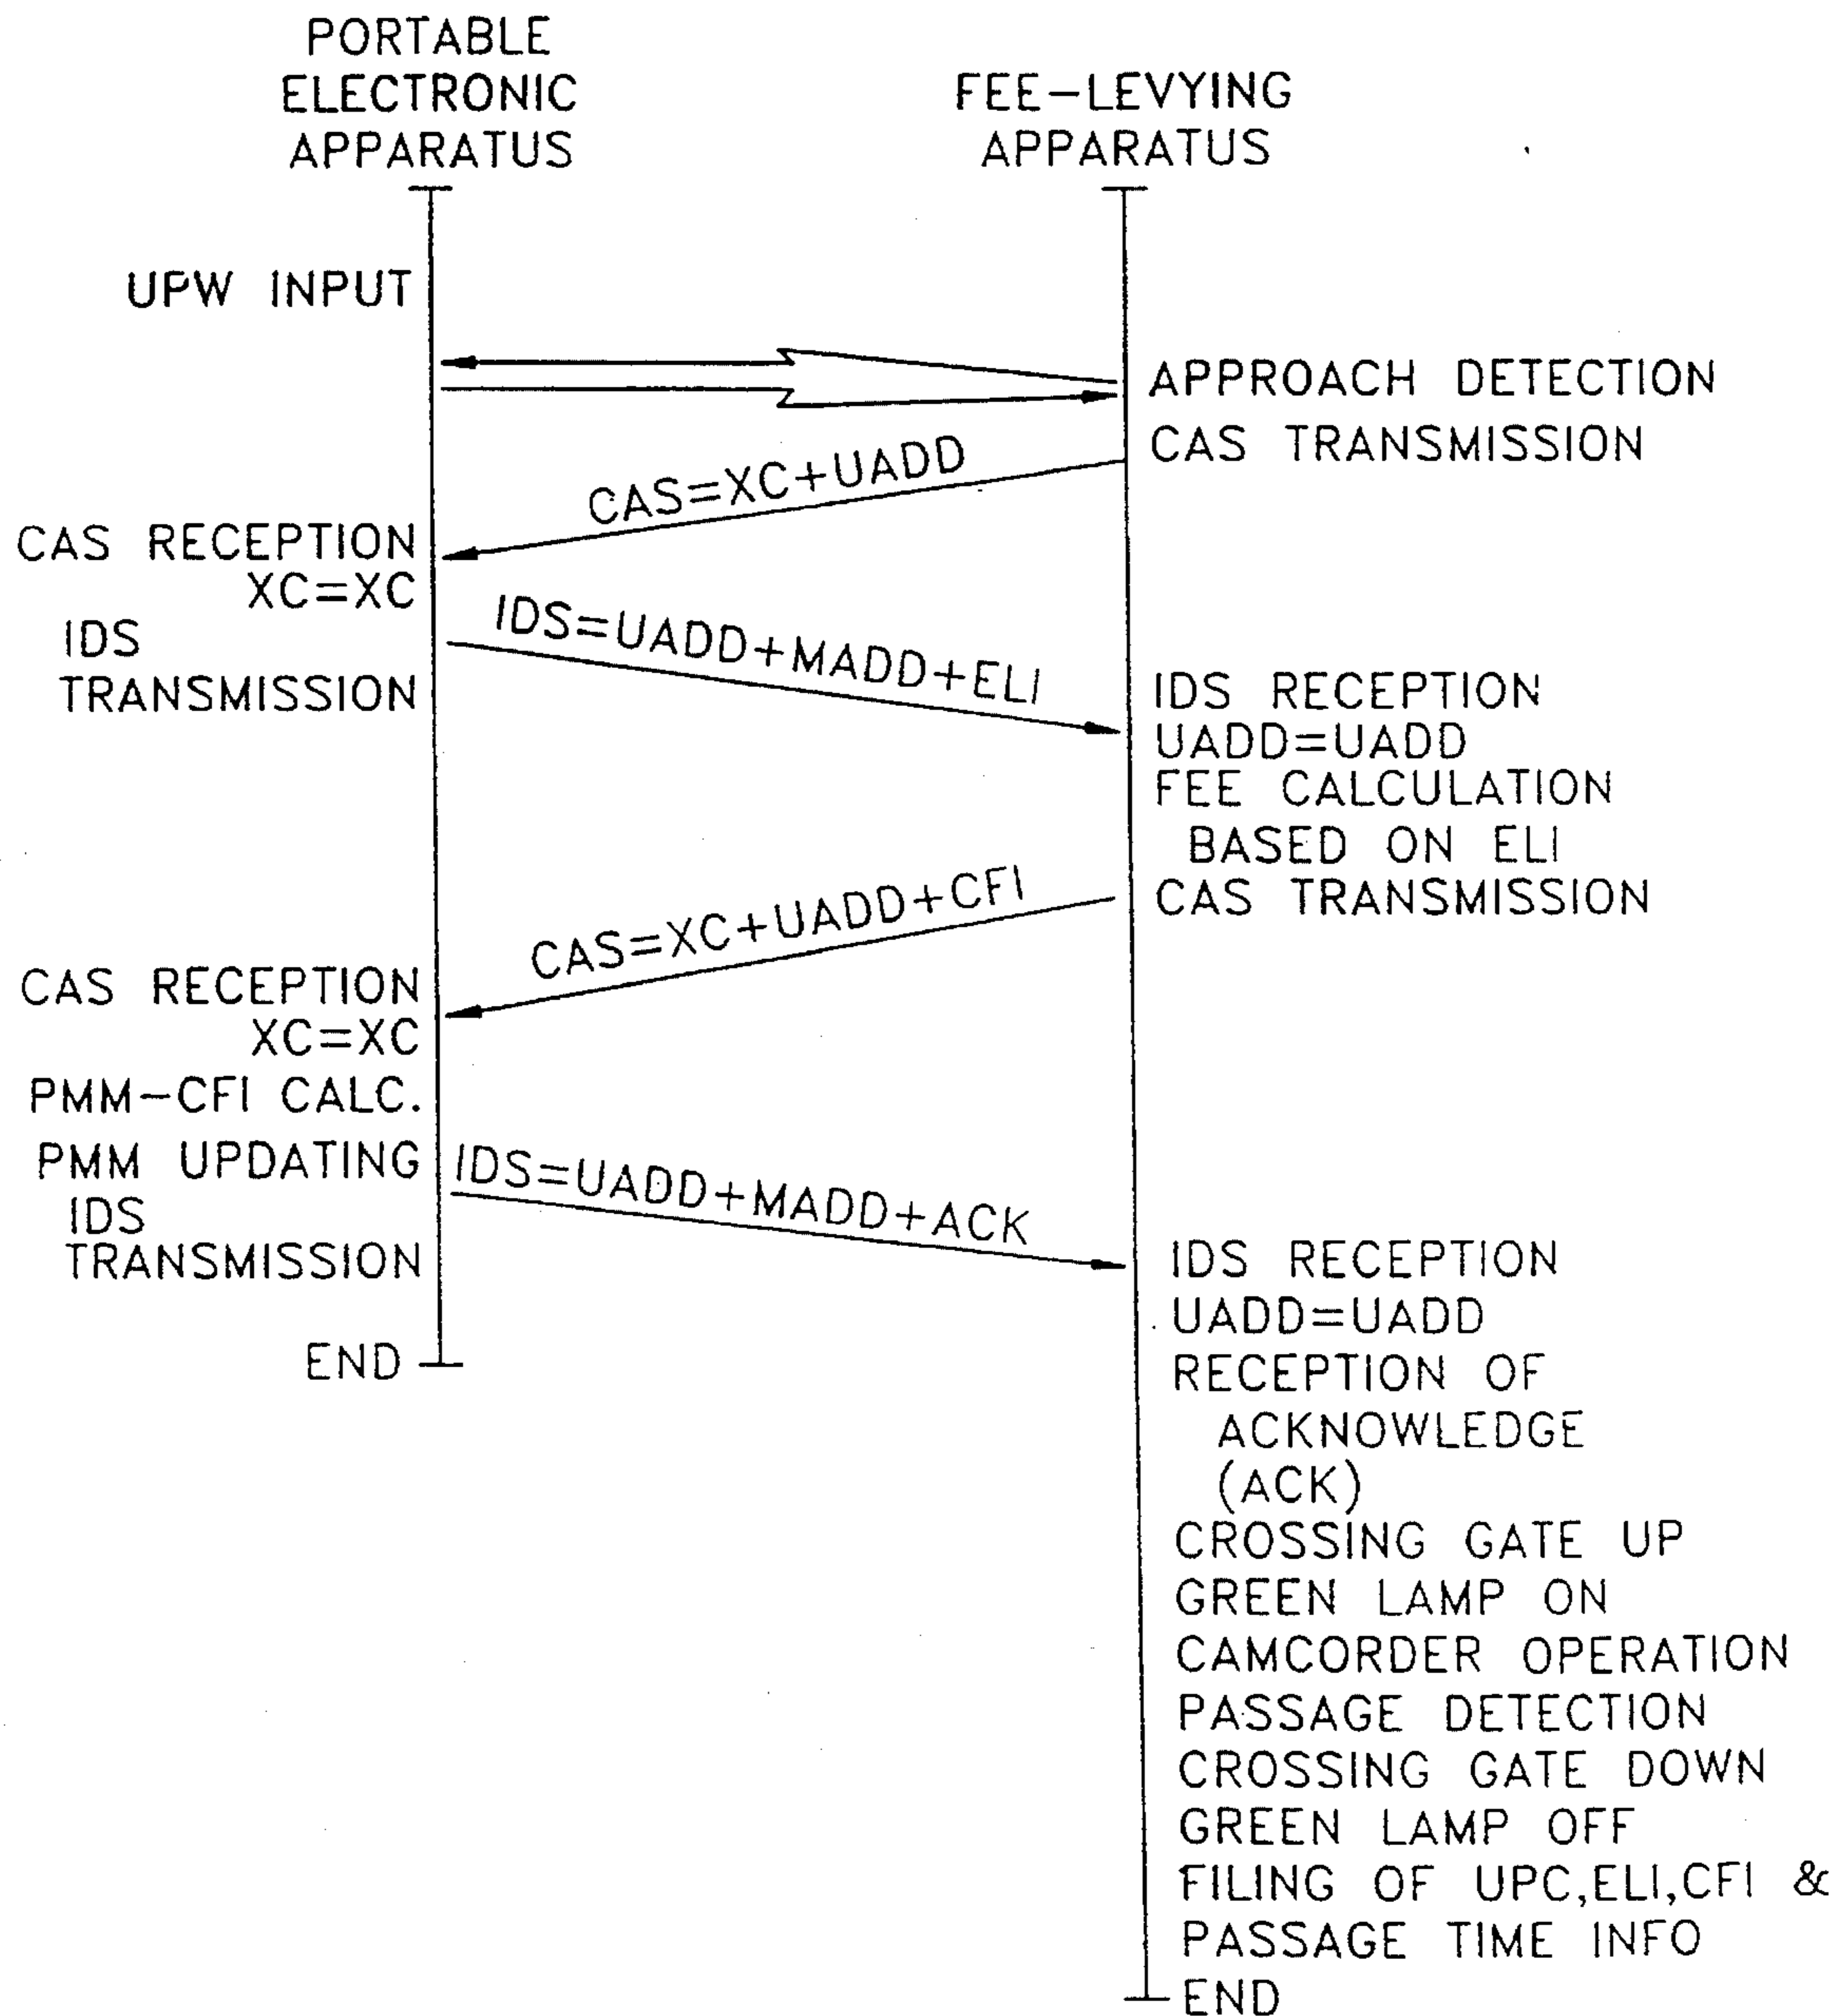 PORTABLE
ELECTRONIC
APPARATUS
FEE-LEVYING
APPARATUS
UPW INPUT
APPROACH DETECTION
CAS TRANSMISSION
CAS=XC+UADD
CAS RECEPTION
XC=XC
IDS
TRANSMISSION
IDS=UADD+MADD+ELI
IDS RECEPTION
UADD=UADD
FEE CALCULATION
BASED ON ELI
CAS TRANSMISSION
CAS=XC+UADD+CFI
CAS RECEPTION
XC=XC
PMM-CFI CALC.
PMM UPDATING
IDS
TRANSMISSION
IDS=UADD+MADD+ACK
END
IDS RECEPTION
UADD=UADD
RECEPTION OF
ACKNOWLEDGE
(ACK)
CROSSING GATE UP
GREEN LAMP ON
CAMCORDER OPERATION
PASSAGE DETECTION
CROSSING GATE DOWN
GREEN LAMP OFF
FILING OF UPC,ELI,CFI &
PASSAGE TIME INFO
END